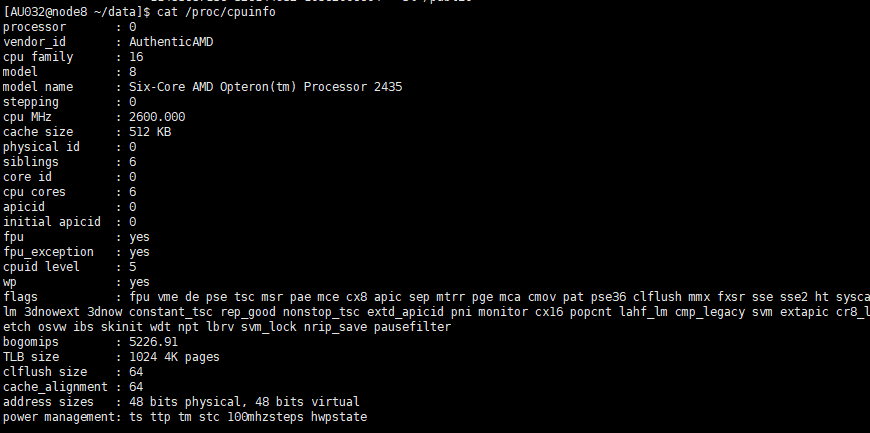 [AU032@node8 ~/data]$ cat /proc/cpuinfo
processor : 0
vendor_id : AuthenticAMD
cpu family : 16
model : 8
model name : Six-Core AMD Opteron(tm) Processor 2435
stepping : 0
cpu MHz : 2600.000
cache size : 512 KB
physical id : 0
siblings : 6
core id : 0
cpu cores : 6
apicid : 0
initial apicid : 0
fpu : yes
fpu_exception : yes
cpuid level : 5
wp : yes
flags : fpu vme de pse tsc msr pae mce cx8 apic sep mtrr pge mca cmov pat pse36 clflush mmx fxsr sse sse2 ht sysca
lm 3dnowext 3dnow constant_tsc rep_good nonstop_tsc extd_apicid pni monitor cx16 popcnt lahf_lm cmp_legacy svm extapic cr8_l
etch osvw ibs skinit wdt npt lbrv svm_lock nrip_save pausefilter
bogomips : 5226.91
TLB size : 1024 4K pages
clflush size : 64
cache_alignment : 64
address sizes : 48 bits physical, 48 bits virtual
power management: ts ttp tm stc 100mhzsteps hwpstate